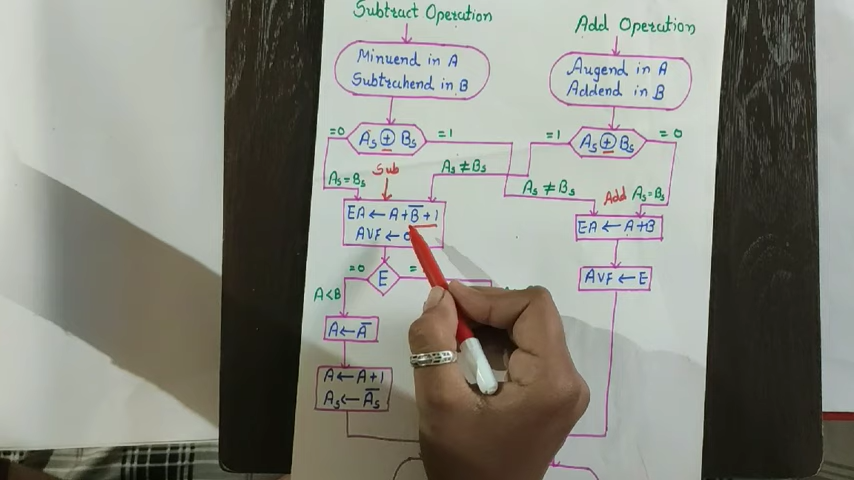 Subtract Operation
Minuend in A
Subtrahend in B
=0
As ⊕ Bs
=1
As=Bs
Sub
As≠Bs
EA ← A+B̅+1
AVF ← 0
=0
E
=
A<B
A ← A̅
A ← A+1
As ← A̅s
Add Operation
Augend in A
Addend in B
=1
As ⊕ Bs
=0
As≠Bs
Add
As=Bs
EA ← A+B
AVF ← E